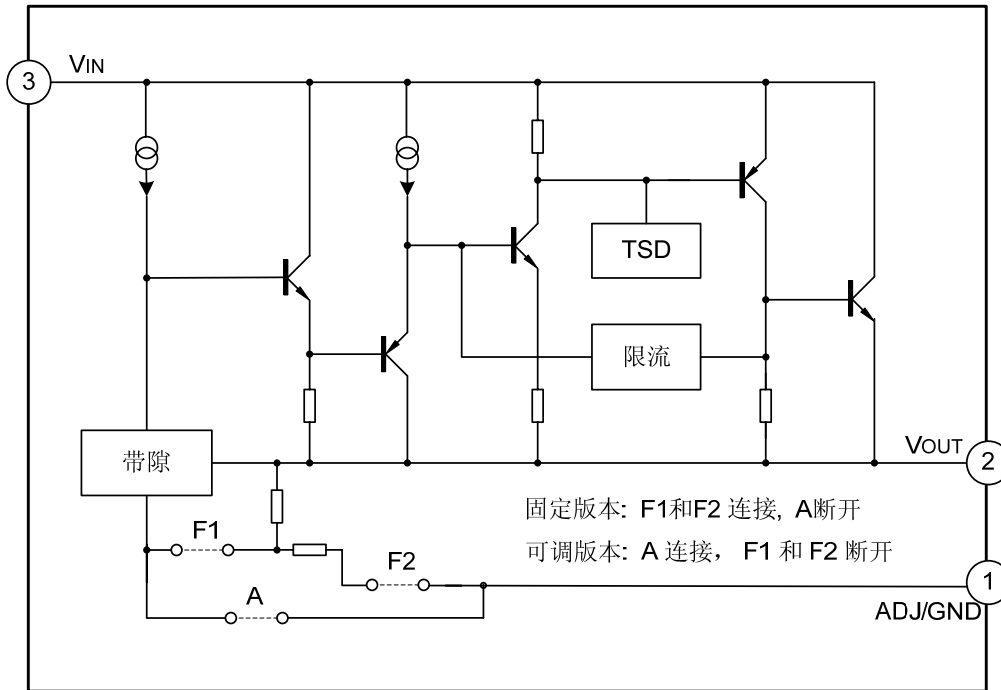 3
VIN
TSD
限流
带隙
VOUT
2
固定版本: F1和F2 连接, A断开
可调版本: A 连接， F1 和 F2 断开
F1
F2
A
1
ADJ/GND